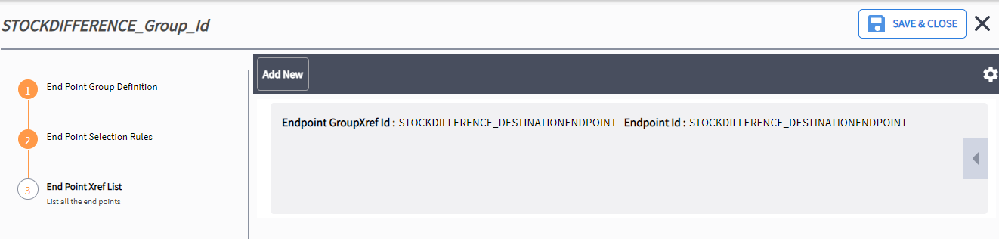 STOCKDIFFERENCE_Group_Id
SAVE & CLOSE
1
End Point Group Definition
2
End Point Selection Rules
3
End Point Xref List
List all the end points
Add New
Endpoint GroupXref Id : STOCKDIFFERENCE_DESTINATIONENDPOINT Endpoint Id : STOCKDIFFERENCE_DESTINATIONENDPOINT